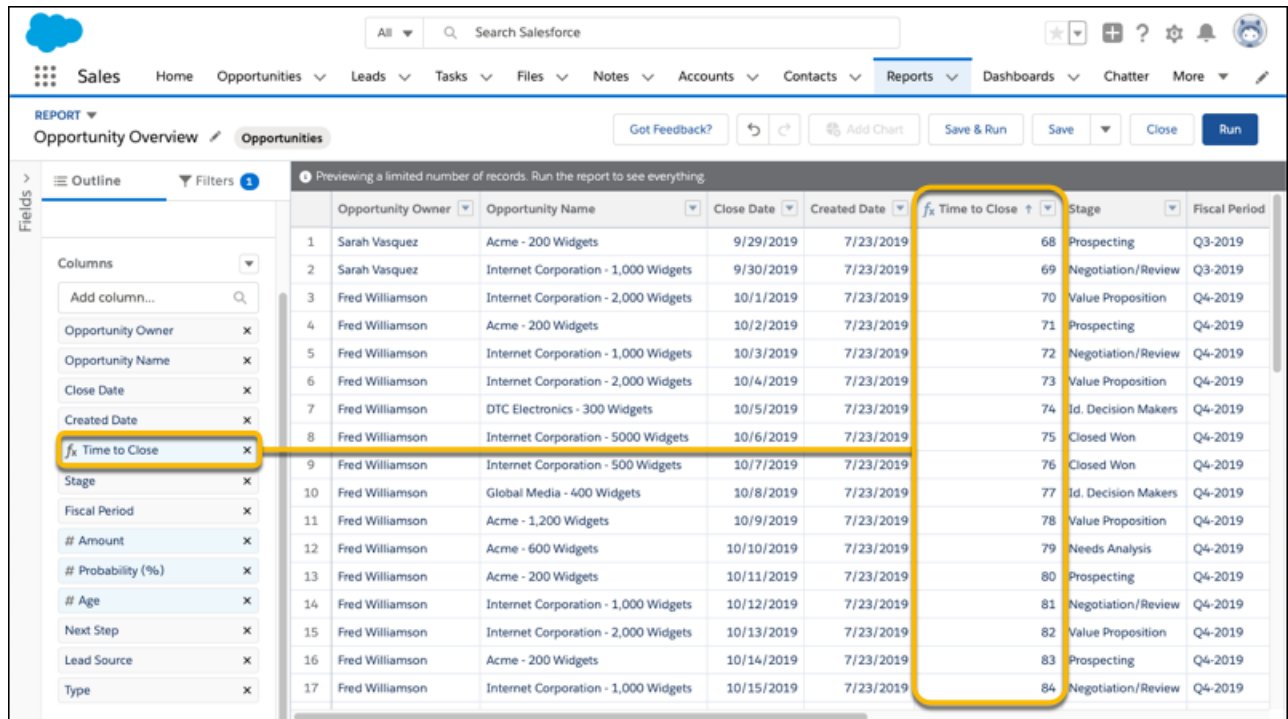 All Search Salesforce
Sales Home Opportunities Leads Tasks Files Notes Accounts Contacts Reports Dashboards Chatter More
REPORT
Opportunity Overview Opportunities Got Feedback? Add Chart Save & Run Save Close Run
Fields
Outline Filters 1
Previewing a limited number of records. Run the report to see everything.
Columns
Add column...
Opportunity Owner
Opportunity Name
Close Date
Created Date
fx Time to Close
Stage
Fiscal Period
# Amount
# Probability (%)
# Age
Next Step
Lead Source
Type
Opportunity Owner Opportunity Name Close Date Created Date fx Time to Close ↑ Stage Fiscal Period
1 Sarah Vasquez Acme - 200 Widgets 9/29/2019 7/23/2019 68 Prospecting Q3-2019
2 Sarah Vasquez Internet Corporation - 1,000 Widgets 9/30/2019 7/23/2019 69 Negotiation/Review Q3-2019
3 Fred Williamson Internet Corporation - 2,000 Widgets 10/1/2019 7/23/2019 70 Value Proposition Q4-2019
4 Fred Williamson Acme - 200 Widgets 10/2/2019 7/23/2019 71 Prospecting Q4-2019
5 Fred Williamson Internet Corporation - 1,000 Widgets 10/3/2019 7/23/2019 72 Negotiation/Review Q4-2019
6 Fred Williamson Internet Corporation - 2,000 Widgets 10/4/2019 7/23/2019 73 Value Proposition Q4-2019
7 Fred Williamson DTC Electronics - 300 Widgets 10/5/2019 7/23/2019 74 Id. Decision Makers Q4-2019
8 Fred Williamson Internet Corporation - 5000 Widgets 10/6/2019 7/23/2019 75 Closed Won Q4-2019
9 Fred Williamson Internet Corporation - 500 Widgets 10/7/2019 7/23/2019 76 Closed Won Q4-2019
10 Fred Williamson Global Media - 400 Widgets 10/8/2019 7/23/2019 77 Id. Decision Makers Q4-2019
11 Fred Williamson Acme - 1,200 Widgets 10/9/2019 7/23/2019 78 Value Proposition Q4-2019
12 Fred Williamson Acme - 600 Widgets 10/10/2019 7/23/2019 79 Needs Analysis Q4-2019
13 Fred Williamson Acme - 200 Widgets 10/11/2019 7/23/2019 80 Prospecting Q4-2019
14 Fred Williamson Internet Corporation - 1,000 Widgets 10/12/2019 7/23/2019 81 Negotiation/Review Q4-2019
15 Fred Williamson Internet Corporation - 2,000 Widgets 10/13/2019 7/23/2019 82 Value Proposition Q4-2019
16 Fred Williamson Acme - 200 Widgets 10/14/2019 7/23/2019 83 Prospecting Q4-2019
17 Fred Williamson Internet Corporation - 1,000 Widgets 10/15/2019 7/23/2019 84 Negotiation/Review Q4-2019